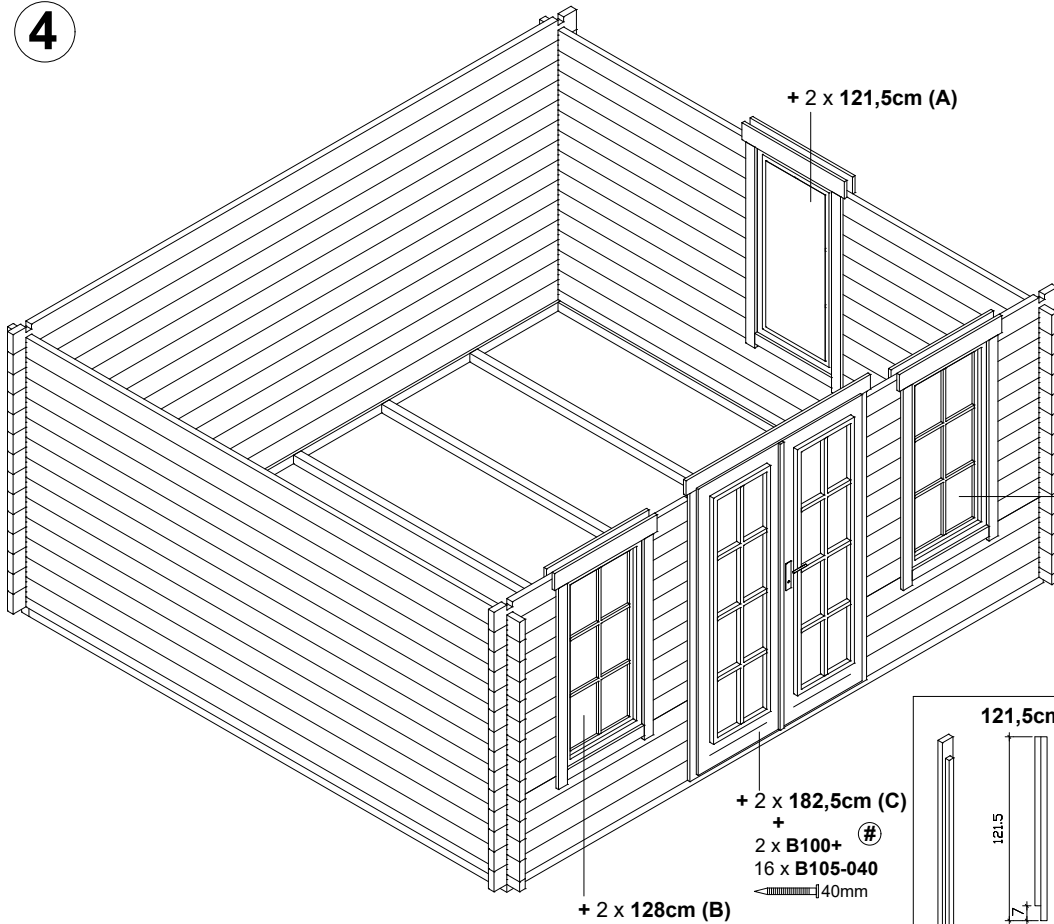 4
+ 2 x 121,5cm (A)
121,5cm
121.5
7
+ 2 x 182,5cm (C)
+
#
2 x B100+
16 x B105-040
40mm
+ 2 x 128cm (B)